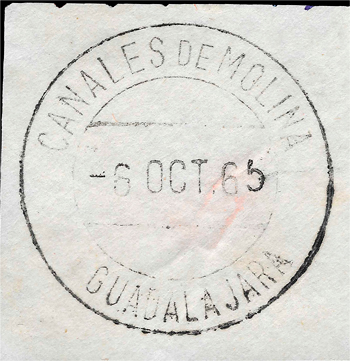 CANALES DE MOLINA
-6 OCT. 65
GUADALAJARA